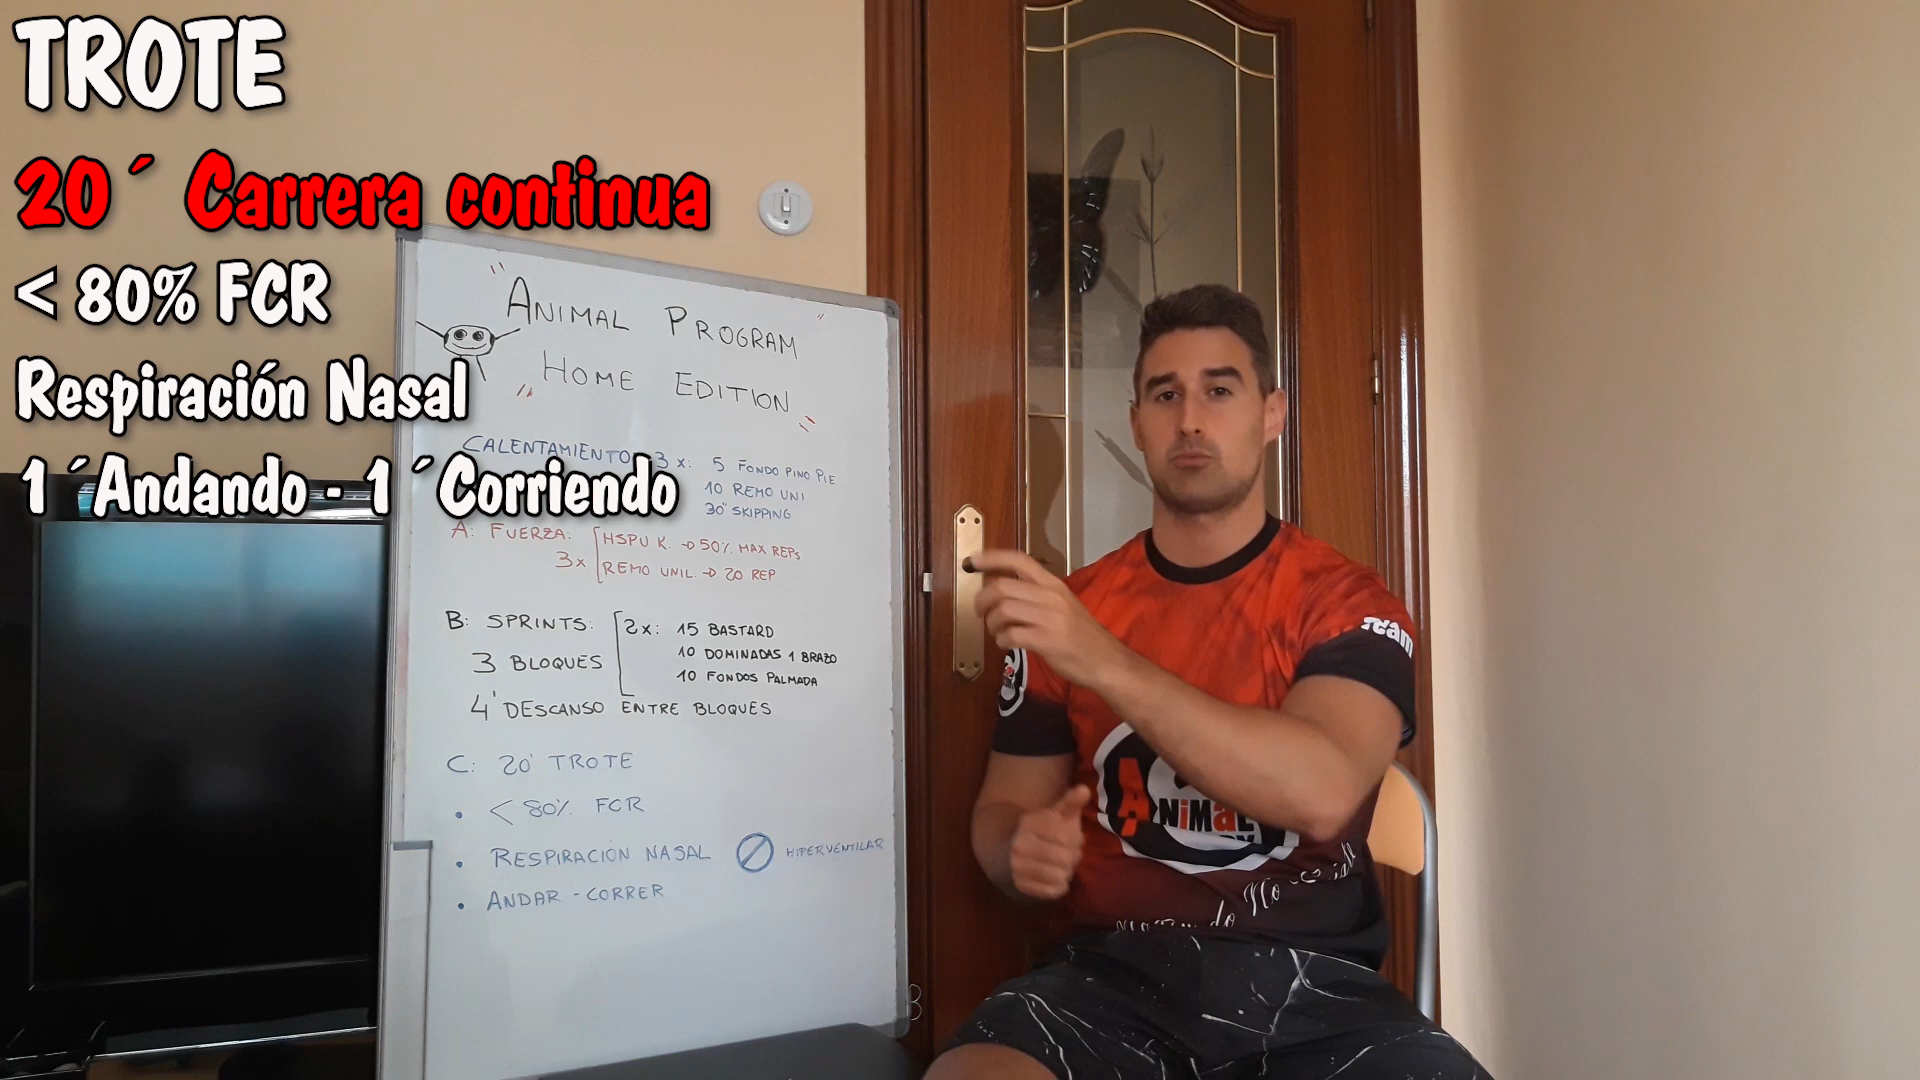 TROTE
20´ Carrera continua
< 80% FCR
Respiración Nasal
1 ´Andando - 1 ´Corriendo
"ANIMAL PROGRAM"
"HOME EDITION"
CALENTAMIENTO 3 x: 5 FONDO PINO PIE
10 REMO UNI
30" SKIPPING
A: FUERZA: HSPU K. → 50% MAX REPS
3x REMO UNIL. → 20 REP
B: SPRINTS: 2x: 15 BASTARD
3 BLOQUES 10 DOMINADAS 1 BRAZO
10 FONDOS PALMADA
4' DESCANSO ENTRE BLOQUES
C: 20' TROTE
• < 80% FCR
• RESPIRACIÓN NASAL HIPERVENTILAR
• ANDAR - CORRER
Team
ANiMaL